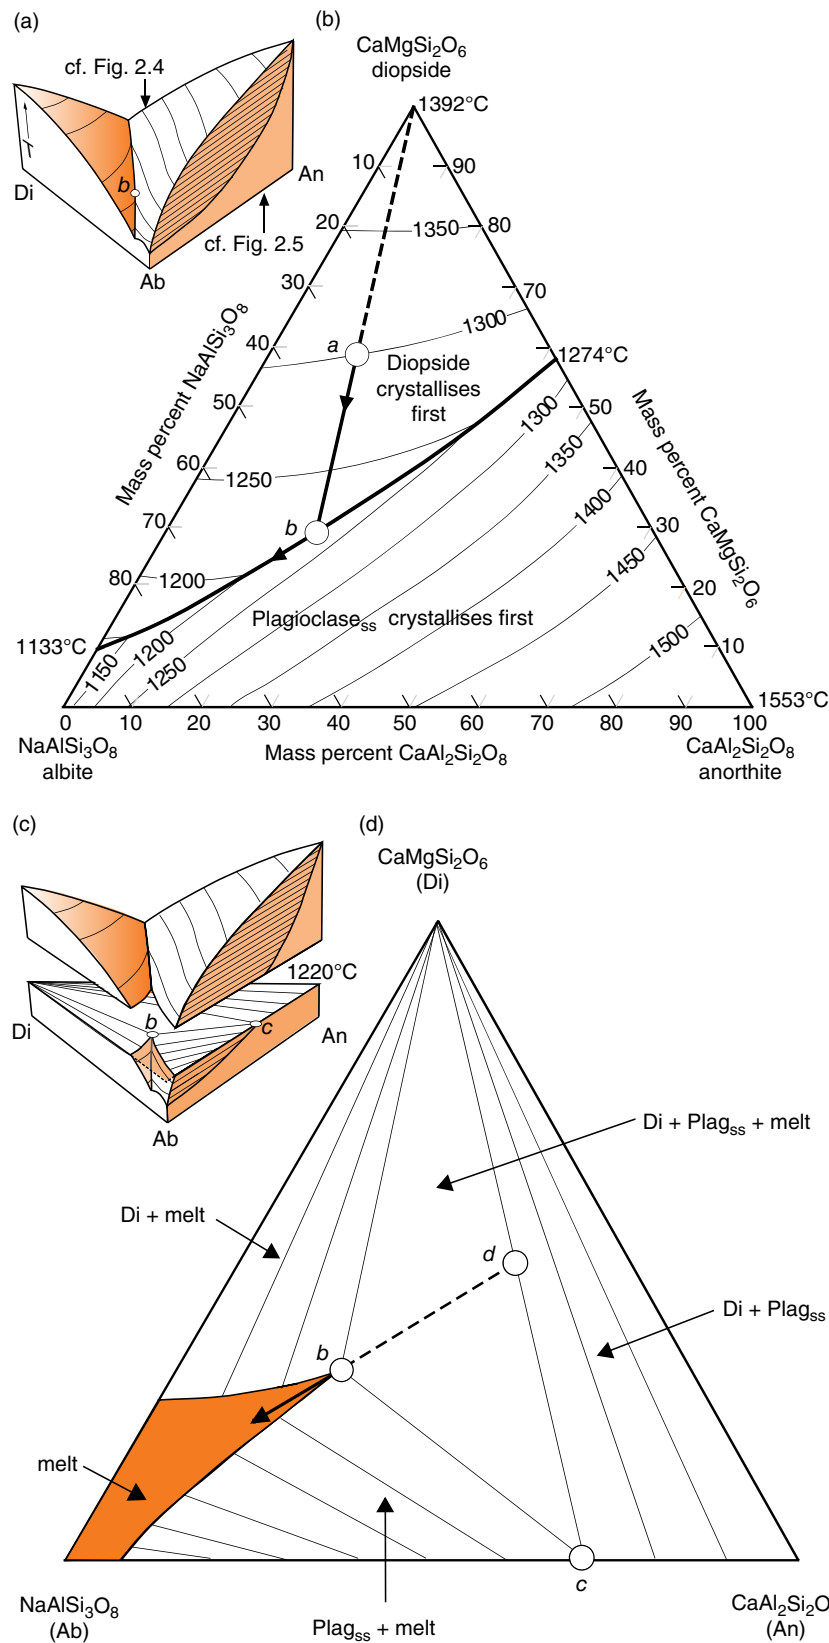 (a)
cf. Fig. 2.4
T
Di
b
An
cf. Fig. 2.5
Ab
(b)
CaMgSi2O6
diopside
1392°C
10
90
20
1350
80
30
70
1300
40
a
1274°C
Diopside
crystallises
first
Mass percent NaAlSi3O8
Mass percent CaMgSi2O6
50
1300
50
1350
60
1250
40
1400
70
b
30
1450
80
1200
20
Plagioclasess crystallises first
1133°C
1150
1200
1250
1500
10
1553°C
0
10
20
30
40
50
60
70
80
90
100
NaAlSi3O8
albite
Mass percent CaAl2Si2O8
CaAl2Si2O8
anorthite
(c)
1220°C
Di
b
c
An
Ab
(d)
CaMgSi2O6
(Di)
Di + Plagss + melt
Di + melt
d
Di + Plagss
b
melt
c
NaAlSi3O8
(Ab)
Plagss + melt
CaAl2Si2O
(An)